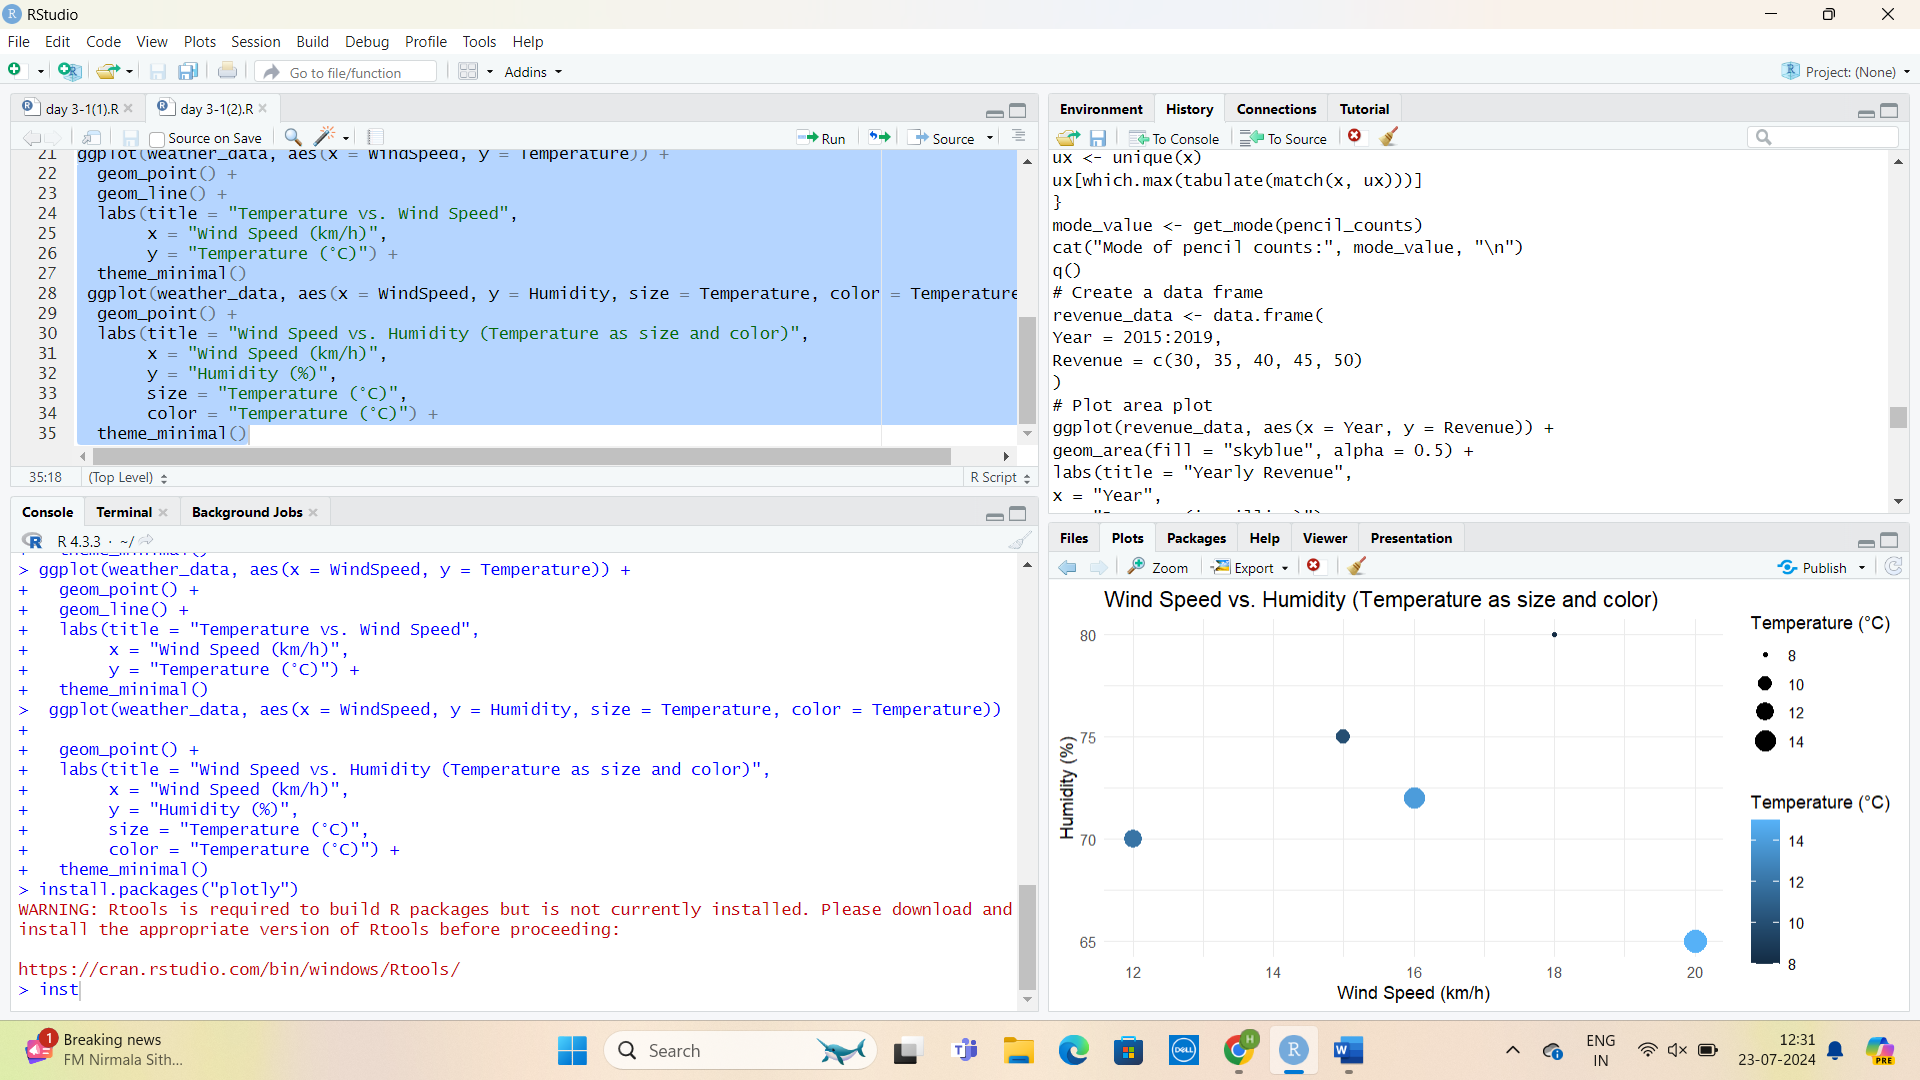 RStudio
File Edit Code View Plots Session Build Debug Profile Tools Help
Go to file/function Addins Project: (None)
day 3-1(1).R day 3-1(2).R
Source on Save Run Source
21 ggplot(weather_data, aes(x = WindSpeed, y = Temperature)) +
22 geom_point() +
23 geom_line() +
24 labs(title = "Temperature vs. Wind Speed",
25 x = "Wind Speed (km/h)",
26 y = "Temperature (°C)") +
27 theme_minimal()
28 ggplot(weather_data, aes(x = WindSpeed, y = Humidity, size = Temperature, color = Temperature
29 geom_point() +
30 labs(title = "Wind Speed vs. Humidity (Temperature as size and color)",
31 x = "Wind Speed (km/h)",
32 y = "Humidity (%)",
33 size = "Temperature (°C)",
34 color = "Temperature (°C)") +
35 theme_minimal()
35:18 (Top Level) R Script
Console Terminal Background Jobs
R 4.3.3 · ~/
> ggplot(weather_data, aes(x = WindSpeed, y = Temperature)) +
+ geom_point() +
+ geom_line() +
+ labs(title = "Temperature vs. Wind Speed",
+ x = "Wind Speed (km/h)",
+ y = "Temperature (°C)") +
+ theme_minimal()
> ggplot(weather_data, aes(x = WindSpeed, y = Humidity, size = Temperature, color = Temperature))
+
+ geom_point() +
+ labs(title = "Wind Speed vs. Humidity (Temperature as size and color)",
+ x = "Wind Speed (km/h)",
+ y = "Humidity (%)",
+ size = "Temperature (°C)",
+ color = "Temperature (°C)") +
+ theme_minimal()
> install.packages("plotly")
WARNING: Rtools is required to build R packages but is not currently installed. Please download and
install the appropriate version of Rtools before proceeding:
https://cran.rstudio.com/bin/windows/Rtools/
> inst
Environment History Connections Tutorial
To Console To Source
ux <- unique(x)
ux[which.max(tabulate(match(x, ux)))]
}
mode_value <- get_mode(pencil_counts)
cat("Mode of pencil counts:", mode_value, "\n")
q()
# Create a data frame
revenue_data <- data.frame(
Year = 2015:2019,
Revenue = c(30, 35, 40, 45, 50)
)
# Plot area plot
ggplot(revenue_data, aes(x = Year, y = Revenue)) +
geom_area(fill = "skyblue", alpha = 0.5) +
labs(title = "Yearly Revenue",
x = "Year",
Files Plots Packages Help Viewer Presentation
Zoom Export Publish
Wind Speed vs. Humidity (Temperature as size and color)
80
75
70
65
Humidity (%)
12 14 16 18 20
Wind Speed (km/h)
Temperature (°C)
8
10
12
14
Temperature (°C)
14
12
10
8
1
Breaking news
FM Nirmala Sith...
Search
DELL
H
R
W
ENG
IN
12:31
23-07-2024
PRE